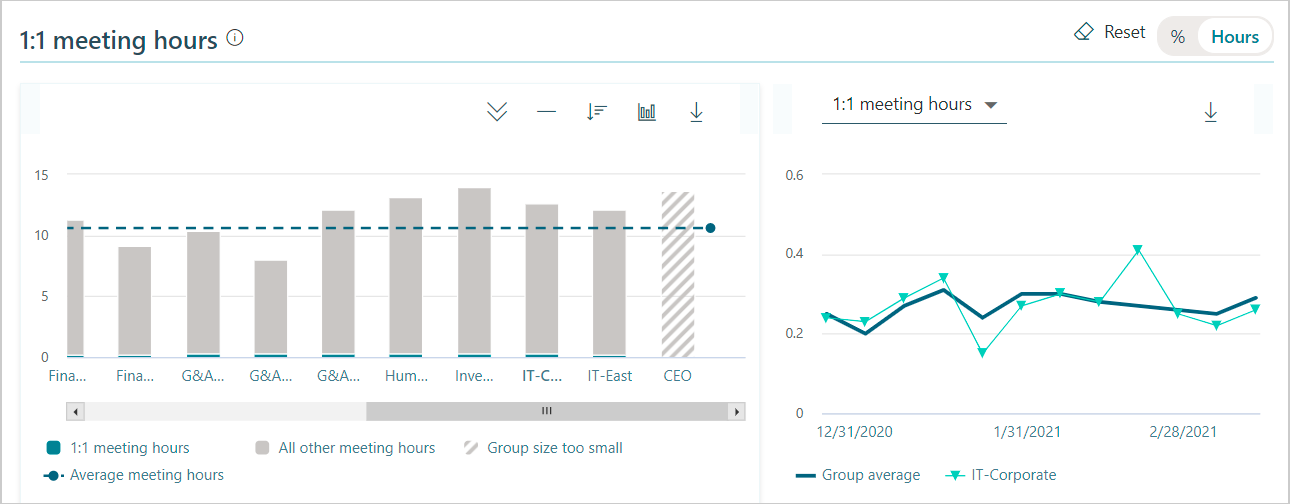 1:1 meeting hours
Reset
%
Hours
15
10
5
0
Fina... Fina... G&A... G&A... G&A... Hum... Inve... IT-C... IT-East CEO
1:1 meeting hours All other meeting hours Group size too small
Average meeting hours
1:1 meeting hours
0.6
0.4
0.2
0
12/31/2020 1/31/2021 2/28/2021
Group average IT-Corporate